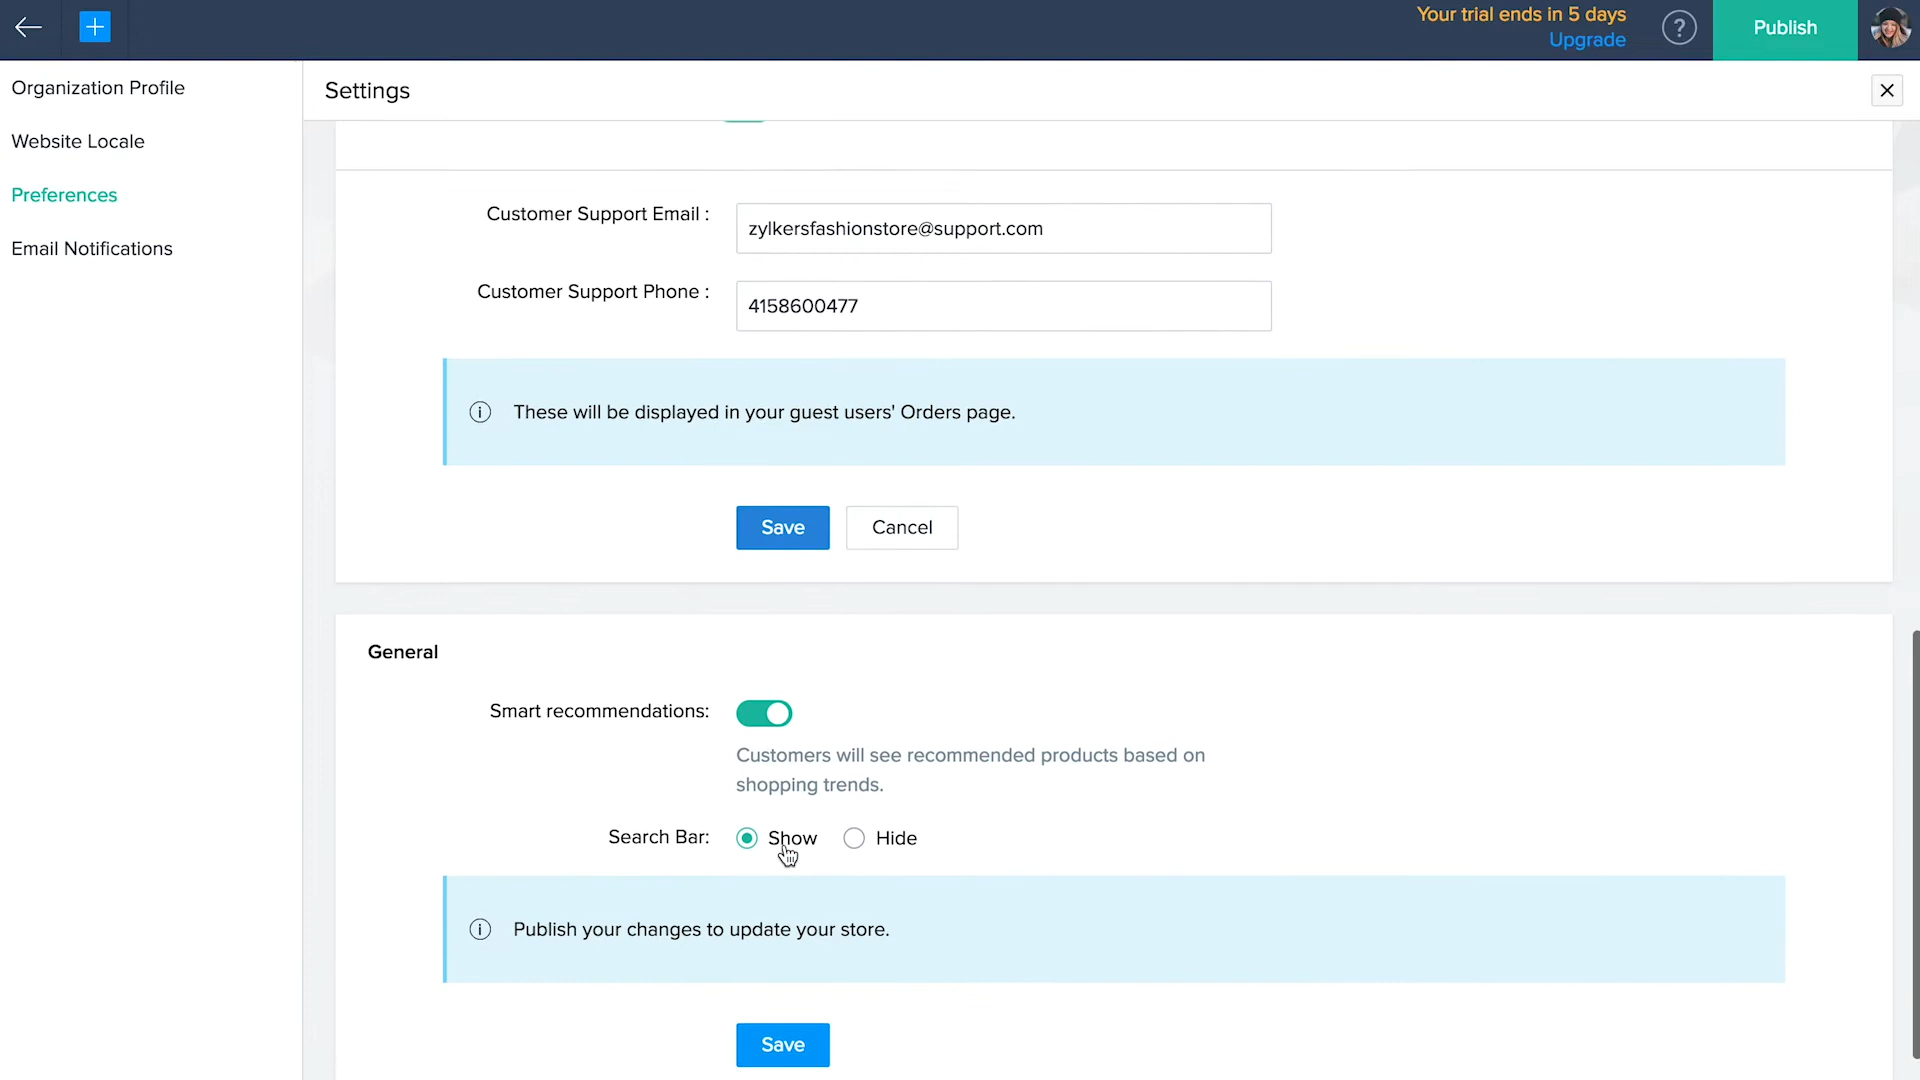 Your trial ends in 5 days
Upgrade
Publish
Organization Profile
Website Locale
Preferences
Email Notifications
Settings
Customer Support Email :
zylkersfashionstore@support.com
Customer Support Phone :
4158600477
These will be displayed in your guest users' Orders page.
Save
Cancel
General
Smart recommendations:
Customers will see recommended products based on
shopping trends.
Search Bar:
Show
Hide
Publish your changes to update your store.
Save